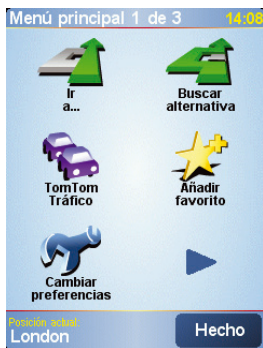 Menú principal 1 de 3 14:08
Ir
a...
Buscar
alternativa
TomTom
Tráfico
Añadir
favorito
Cambiar
preferencias
Posición actual:
London
Hecho